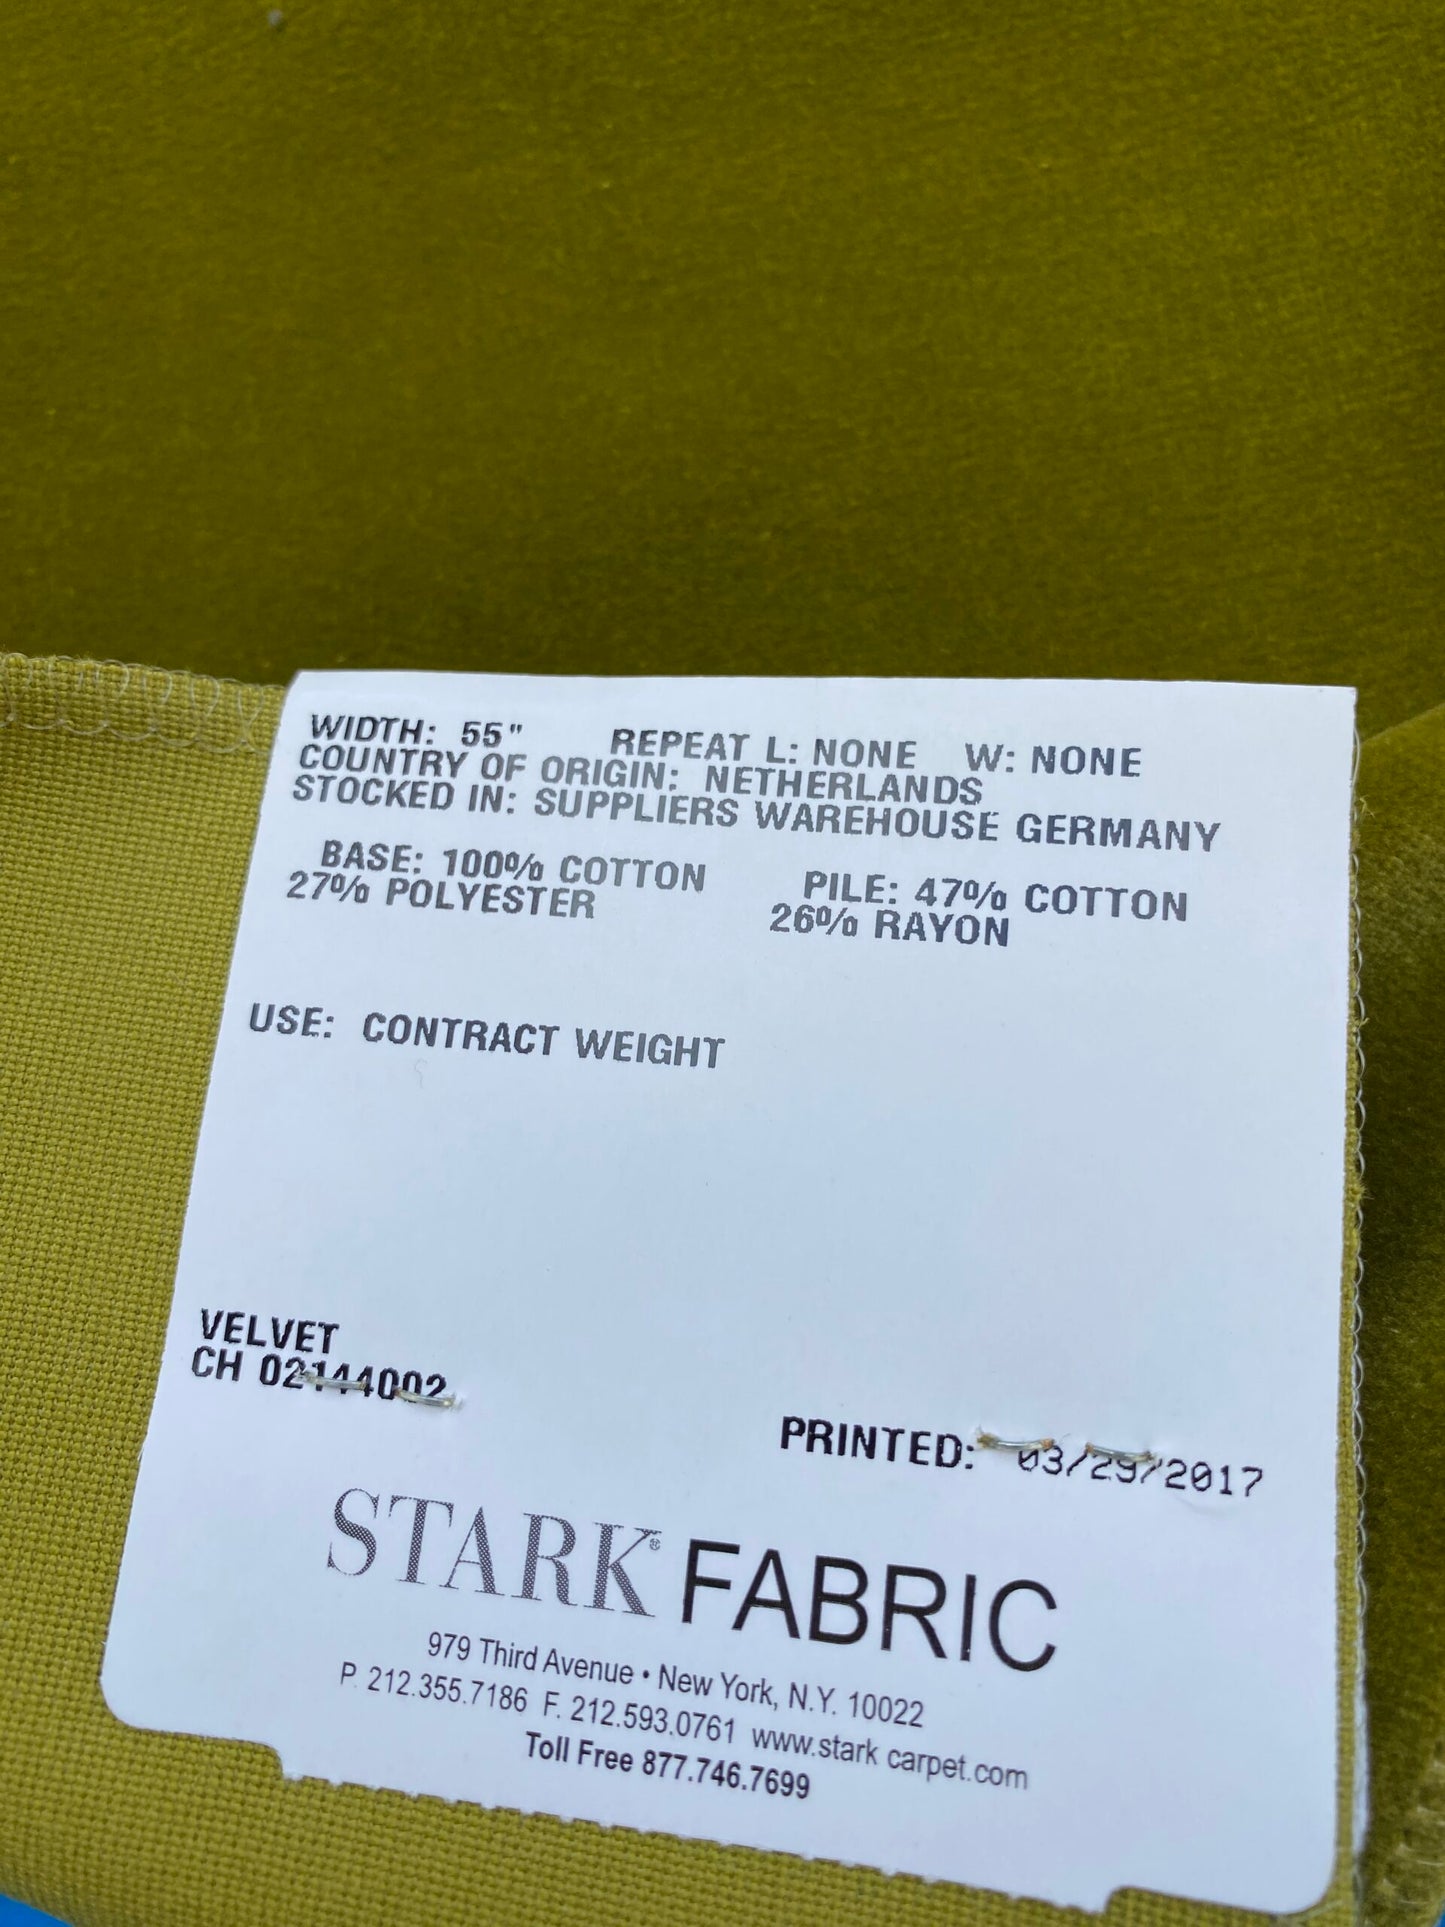 WIDTH: 55" REPEAT L: NONE W: NONE
COUNTRY OF ORIGIN: NETHERLANDS
STOCKED IN: SUPPLIERS WAREHOUSE GERMANY
BASE: 100% COTTON PILE: 47% COTTON
27% POLYESTER 26% RAYON
USE: CONTRACT WEIGHT
VELVET
CH 02144002
PRINTED: 03/29/2017
STARK® FABRIC
979 Third Avenue • New York, N.Y. 10022
P. 212.355.7186 F. 212.593.0761 www.stark carpet.com
Toll Free 877.746.7699